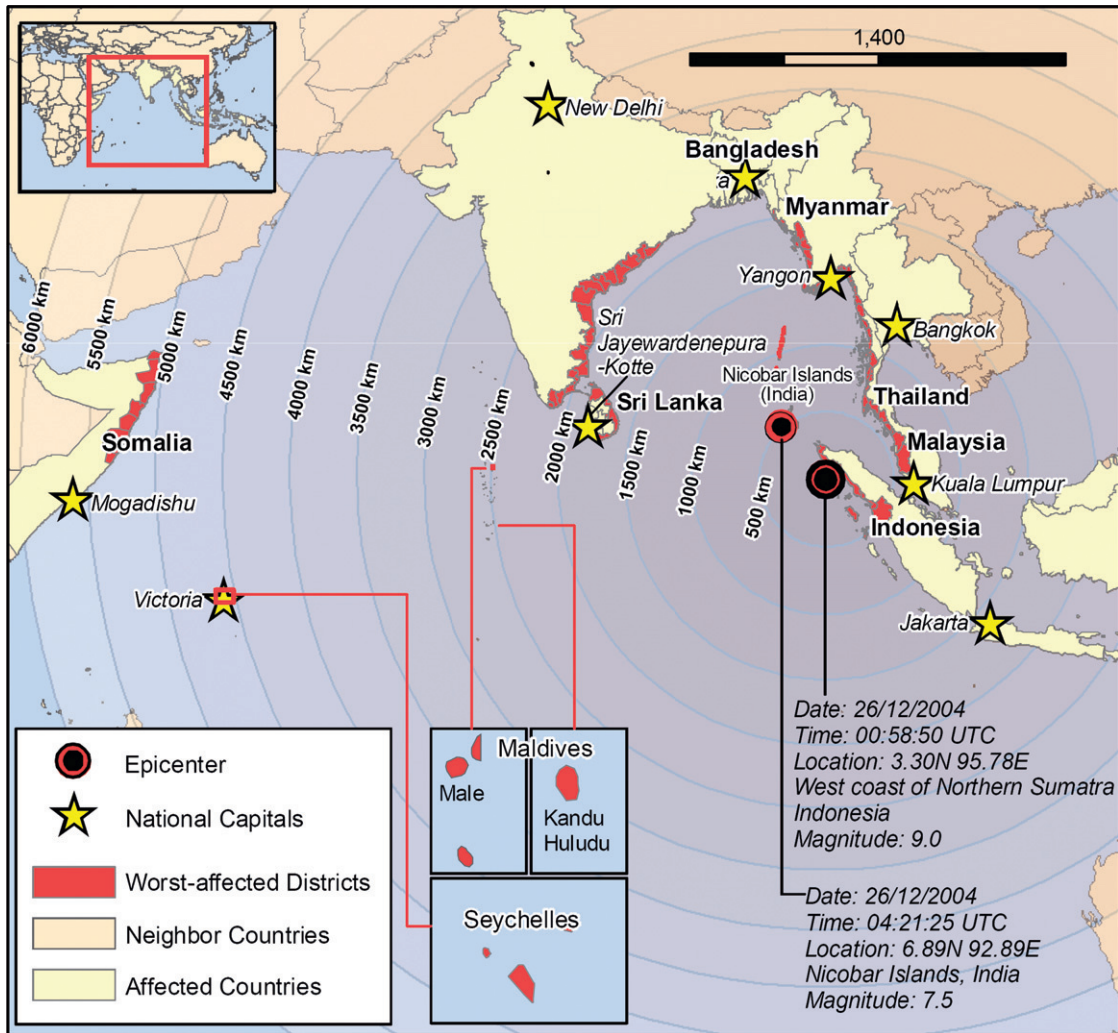 1,400
New Delhi
Bangladesh
Myanmar
Yangon
Bangkok
Sri
Jayewardenepura
-Kotte
Nicobar Islands
(India)
Sri Lanka
Thailand
Malaysia
Kuala Lumpur
Indonesia
Jakarta
6000 km
5500 km
5000 km
4500 km
4000 km
3500 km
3000 km
2500 km
2000 km
1500 km
1000 km
500 km
Somalia
Mogadishu
Victoria
Date: 26/12/2004
Time: 00:58:50 UTC
Location: 3.30N 95.78E
West coast of Northern Sumatra
Indonesia
Magnitude: 9.0
Date: 26/12/2004
Time: 04:21:25 UTC
Location: 6.89N 92.89E
Nicobar Islands, India
Magnitude: 7.5
Epicenter
National Capitals
Worst-affected Districts
Neighbor Countries
Affected Countries
Maldives
Male
Kandu
Huludu
Seychelles